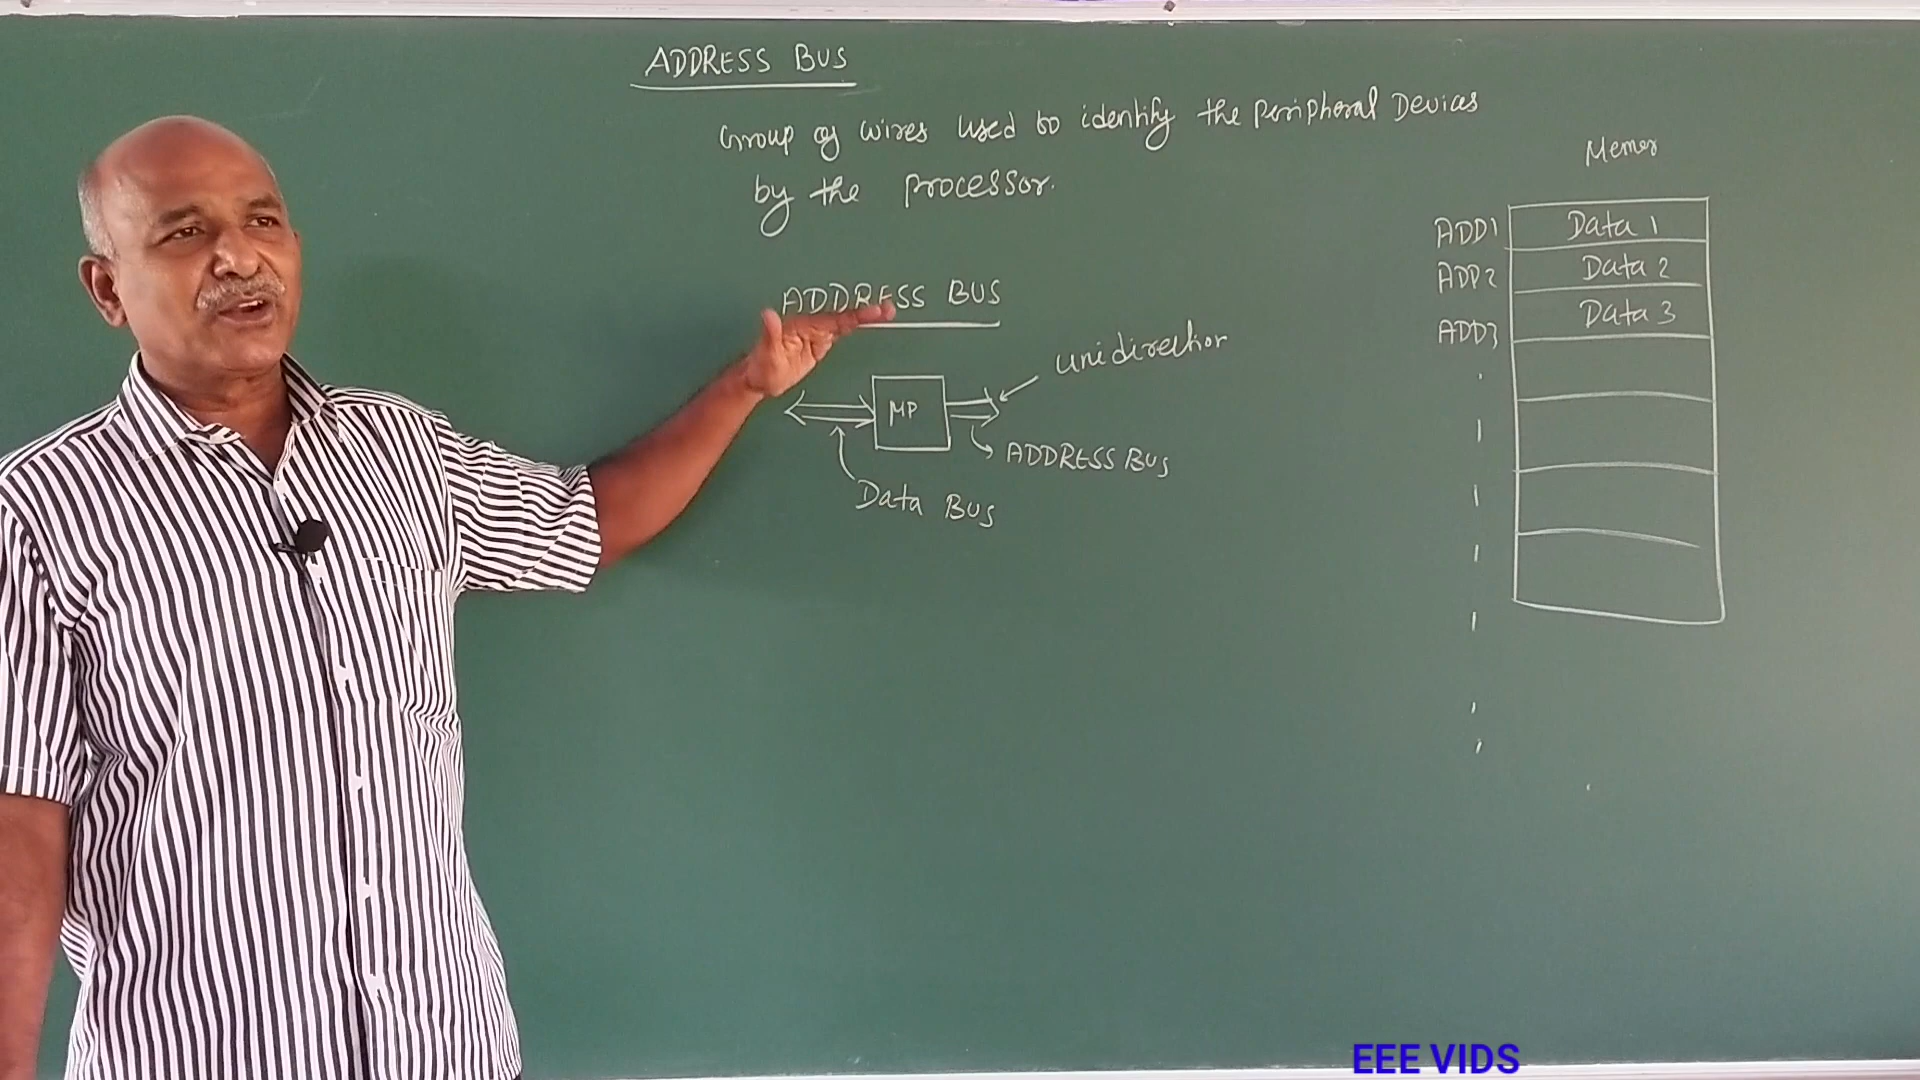 ADDRESS BUS
Group of wires used to identify the Peripheral Devices
by the processor.
ADDRESS BUS
unidirection
MP
ADDRESS BUS
Data Bus
Memor
ADD1 Data 1
ADD2 Data 2
ADD3 Data 3
EEE VIDS